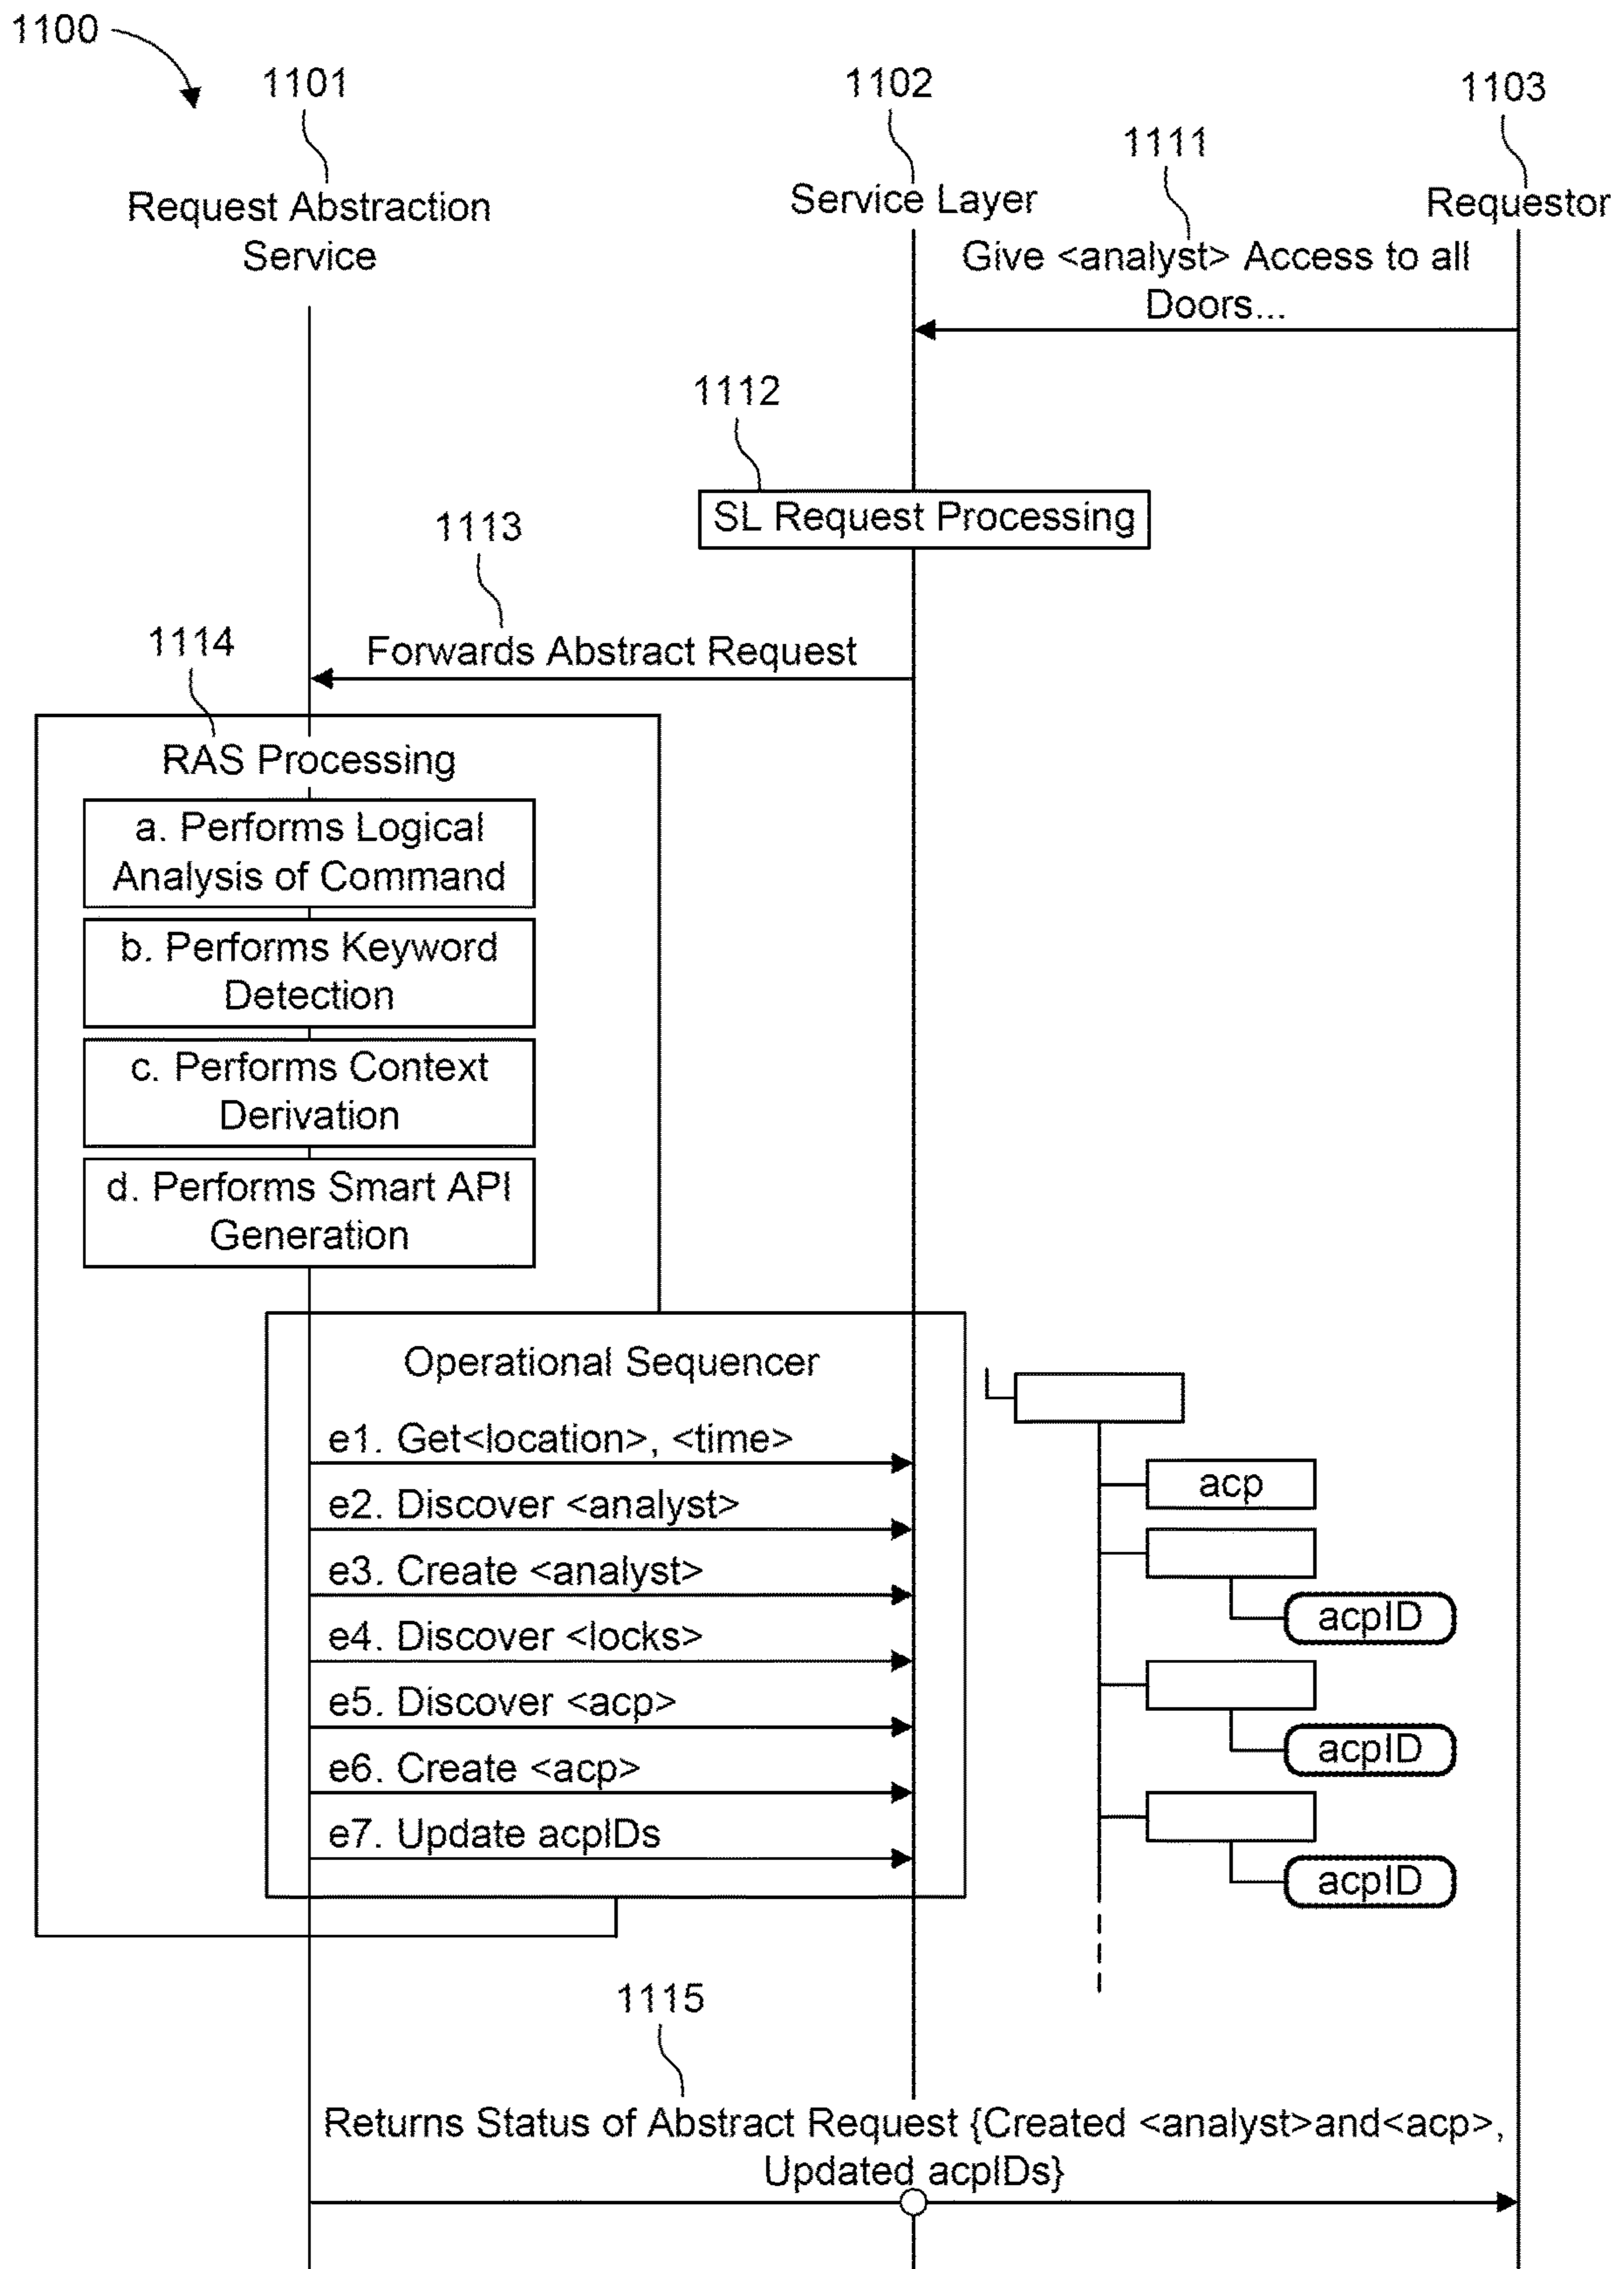 1100
1101
1102
1103
1111
Request Abstraction
Service
Service Layer
Requestor
Give <analyst> Access to all
Doors...
1112
SL Request Processing
1113
Forwards Abstract Request
1114
RAS Processing
a. Performs Logical
Analysis of Command
b. Performs Keyword
Detection
c. Performs Context
Derivation
d. Performs Smart API
Generation
Operational Sequencer
e1. Get<location>, <time>
e2. Discover <analyst>
e3. Create <analyst>
e4. Discover <locks>
e5. Discover <acp>
e6. Create <acp>
e7. Update acpIDs
acp
acpID
acpID
acpID
1115
Returns Status of Abstract Request {Created <analyst>and<acp>,
Updated acpIDs}